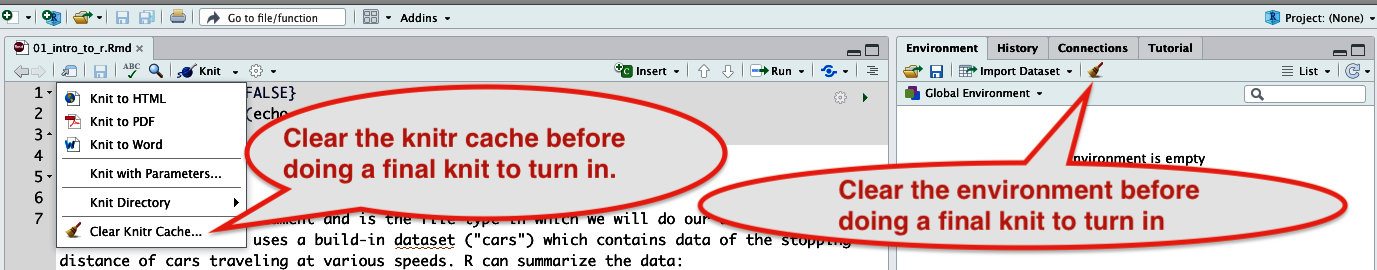 Go to file/function
Addins
Project: (None)
01_intro_to_r.Rmd
ABC
Knit
Insert
Run
1
FALSE}
2
(echo
3
4
5
6
7
Knit to HTML
Knit to PDF
Knit to Word
Knit with Parameters...
Knit Directory
Clear Knitr Cache...
Clear the knitr cache before
doing a final knit to turn in.
and is the file type in which we will do our
uses a build-in dataset ("cars") which contains data of the stopping
distance of cars traveling at various speeds. R can summarize the data:
Environment History Connections Tutorial
Import Dataset
List
Global Environment
nvironment is empty
Clear the environment before
doing a final knit to turn in